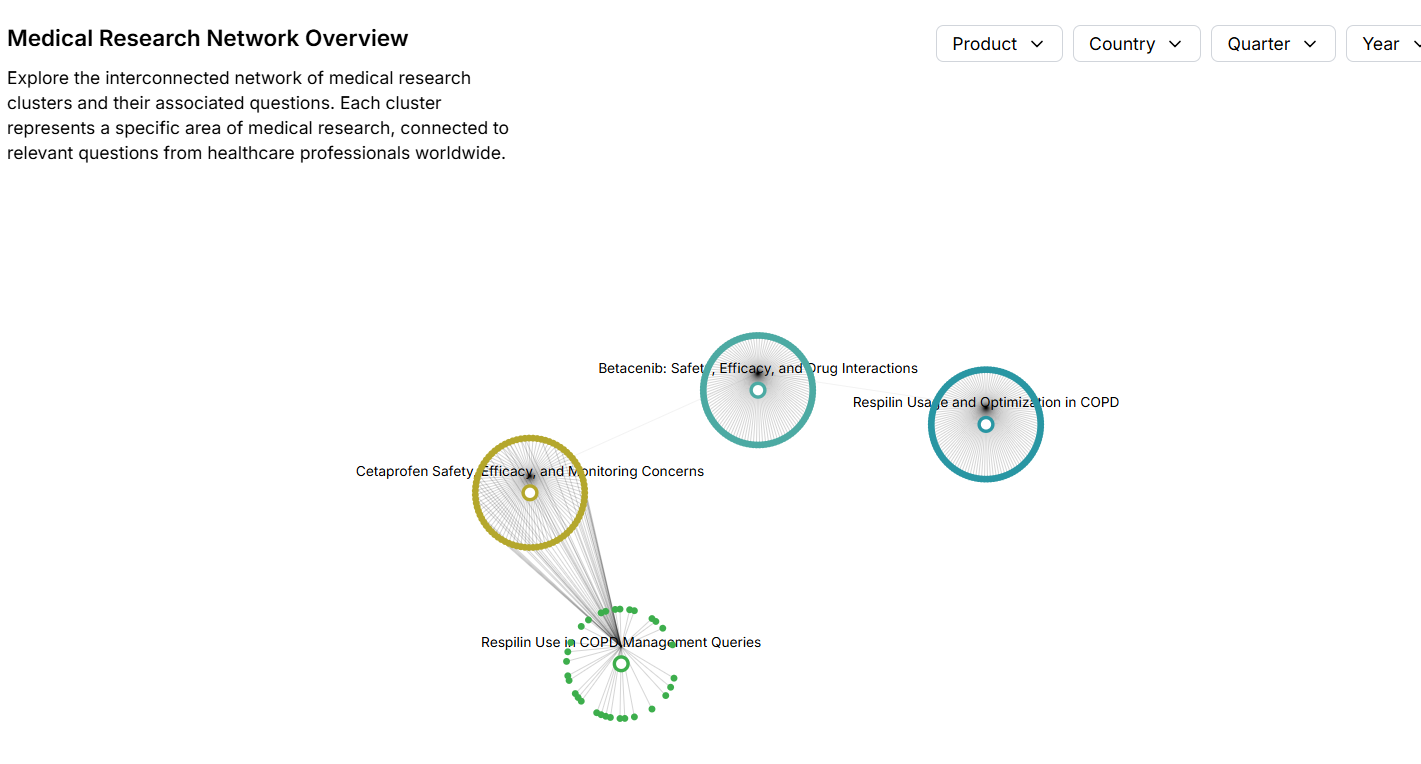 Medical Research Network Overview
Product
Country
Quarter
Year
Explore the interconnected network of medical research
clusters and their associated questions. Each cluster
represents a specific area of medical research, connected to
relevant questions from healthcare professionals worldwide.
Betacenib: Safety, Efficacy, and Drug Interactions
Respilin Usage and Optimization in COPD
Cetaprofen Safety, Efficacy, and Monitoring Concerns
Respilin Use in COPD Management Queries